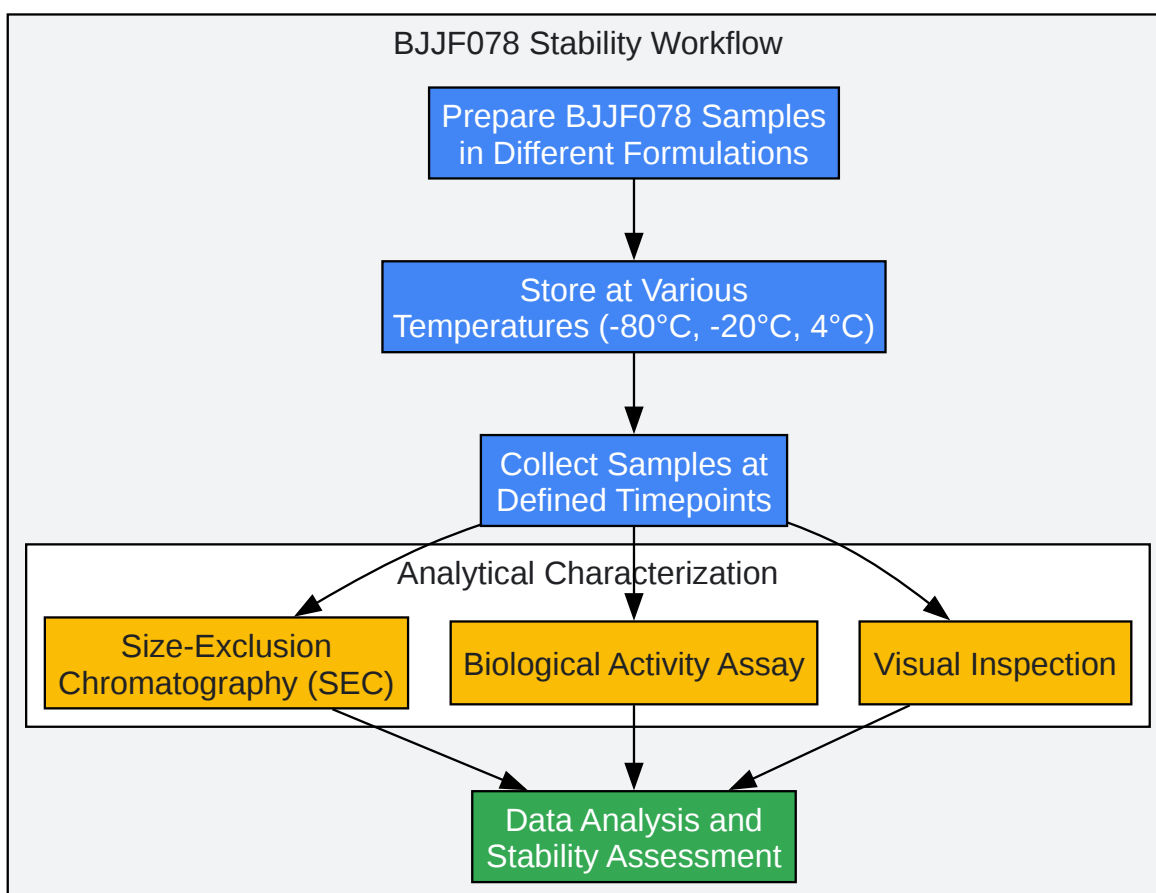 BJJF078 Stability Workflow
Prepare BJJF078 Samples
in Different Formulations
Store at Various
Temperatures (-80°C, -20°C, 4°C)
Collect Samples at
Defined Timepoints
Analytical Characterization
Size-Exclusion
Chromatography (SEC)
Biological Activity Assay
Visual Inspection
Data Analysis and
Stability Assessment